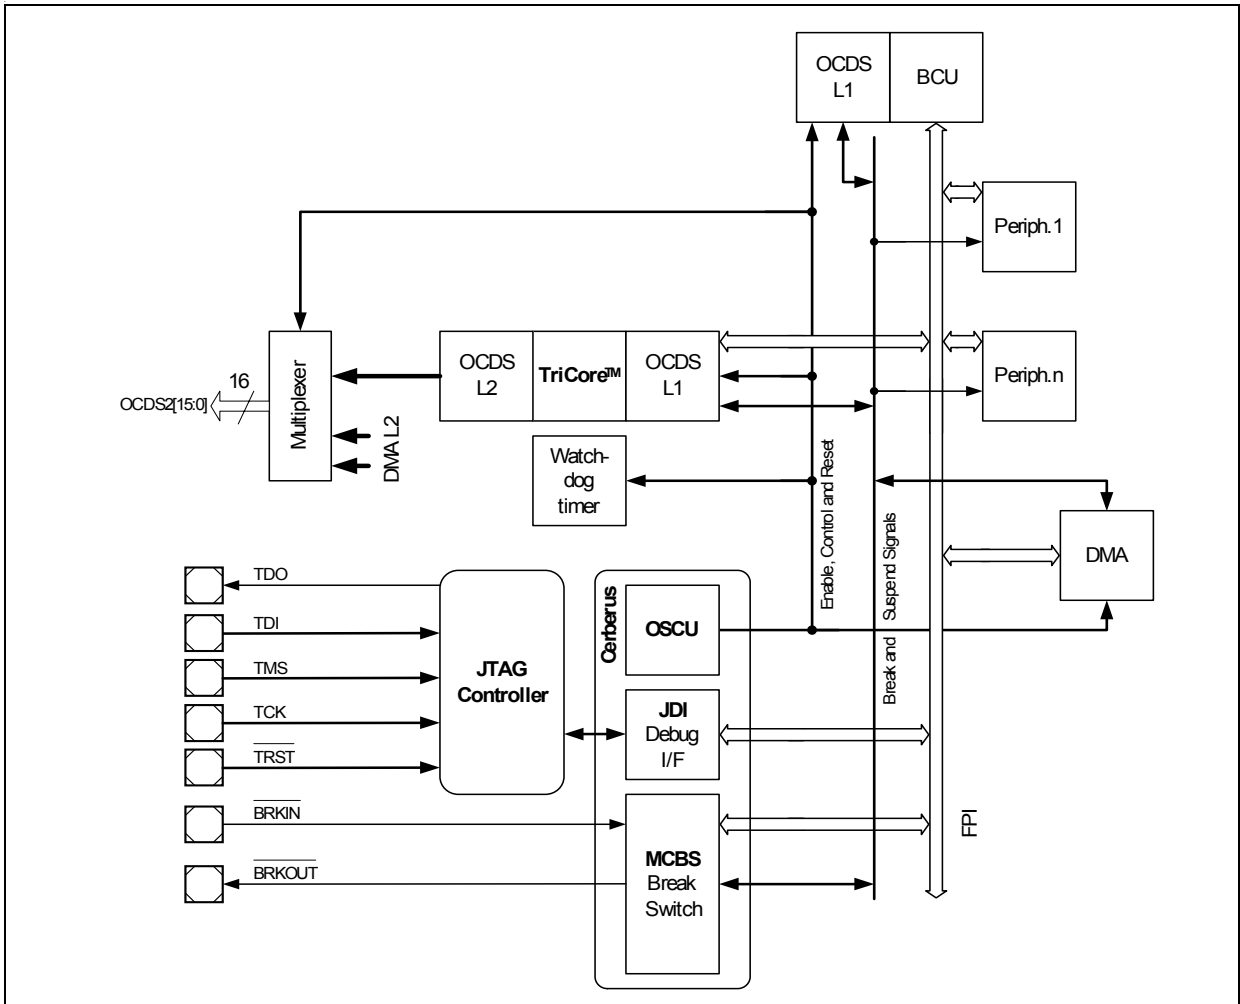 OCDS
L1
BCU
Periph.1
Multiplexer
16
OCDS2[15:0]
DMA L2
OCDS
L2
TriCore™
OCDS
L1
Periph.n
Watch-
dog
timer
Enable, Control and Reset
Break and Suspend Signals
DMA
TDO
TDI
TMS
TCK
TRST
BRKIN
BRKOUT
JTAG
Controller
Cerberus
OSCU
JDI
Debug
I/F
MCBS
Break
Switch
FPI